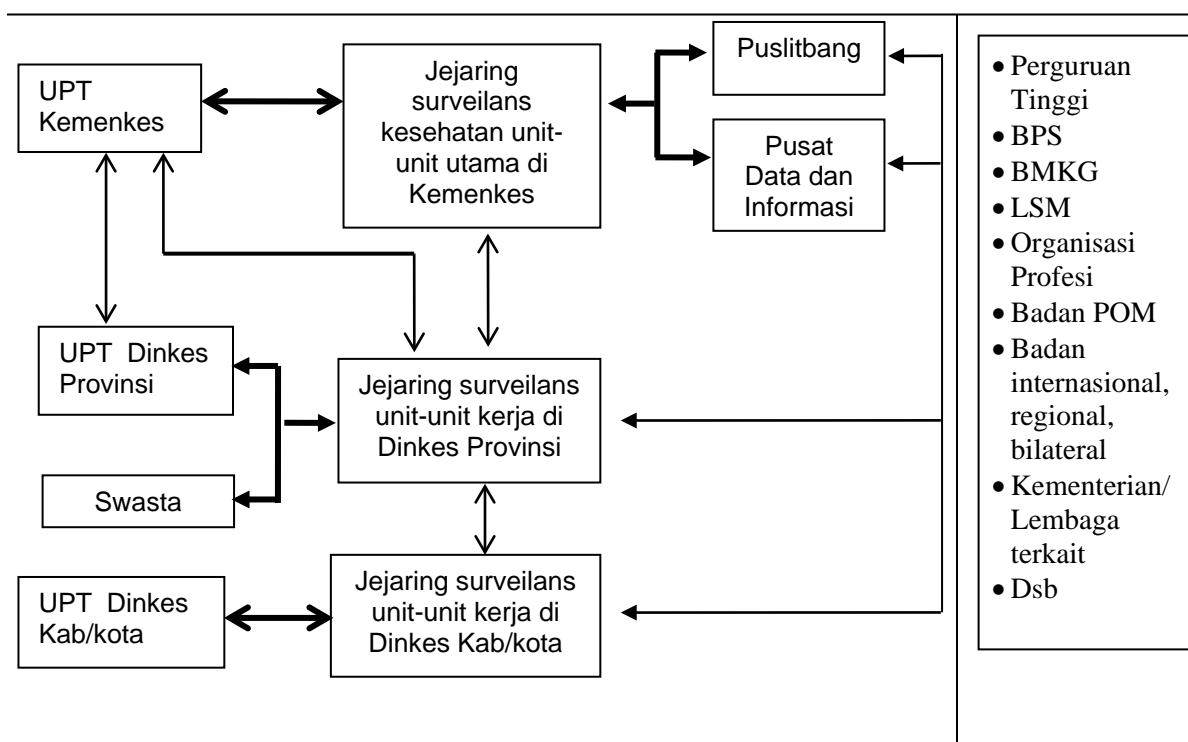 Puslitbang
UPT
Kemenkes
Jejaring
surveilans
kesehatan unit-
unit utama di
Kemenkes
Pusat
Data dan
Informasi
UPT Dinkes
Provinsi
Jejaring surveilans
unit-unit kerja di
Dinkes Provinsi
Swasta
UPT Dinkes
Kab/kota
Jejaring surveilans
unit-unit kerja di
Dinkes Kab/kota
• Perguruan
Tinggi
• BPS
• BMKG
• LSM
• Organisasi
Profesi
• Badan POM
• Badan
internasional,
regional,
bilateral
• Kementerian/
Lembaga
terkait
• Dsb